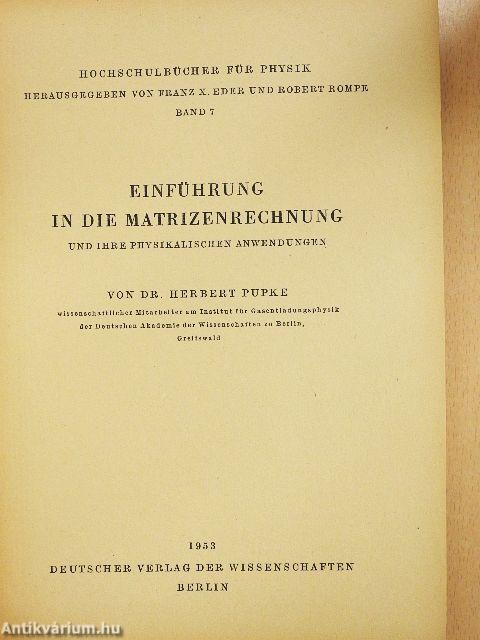 HOCHSCHULBÜCHER FÜR PHYSIK
HERAUSGEGEBEN VON FRANZ X. EDER UND ROBERT ROMPE
BAND 7
EINFÜHRUNG
IN DIE MATRIZENRECHNUNG
UND IHRE PHYSIKALISCHEN ANWENDUNGEN
VON DR. HERBERT PUPKE
wissenschaftlicher Mitarbeiter am Institut für Gasentladungsphysik
der Deutschen Akademie der Wissenschaften zu Berlin,
Greifswald
1953
DEUTSCHER VERLAG DER WISSENSCHAFTEN
BERLIN
Antikvárium.hu